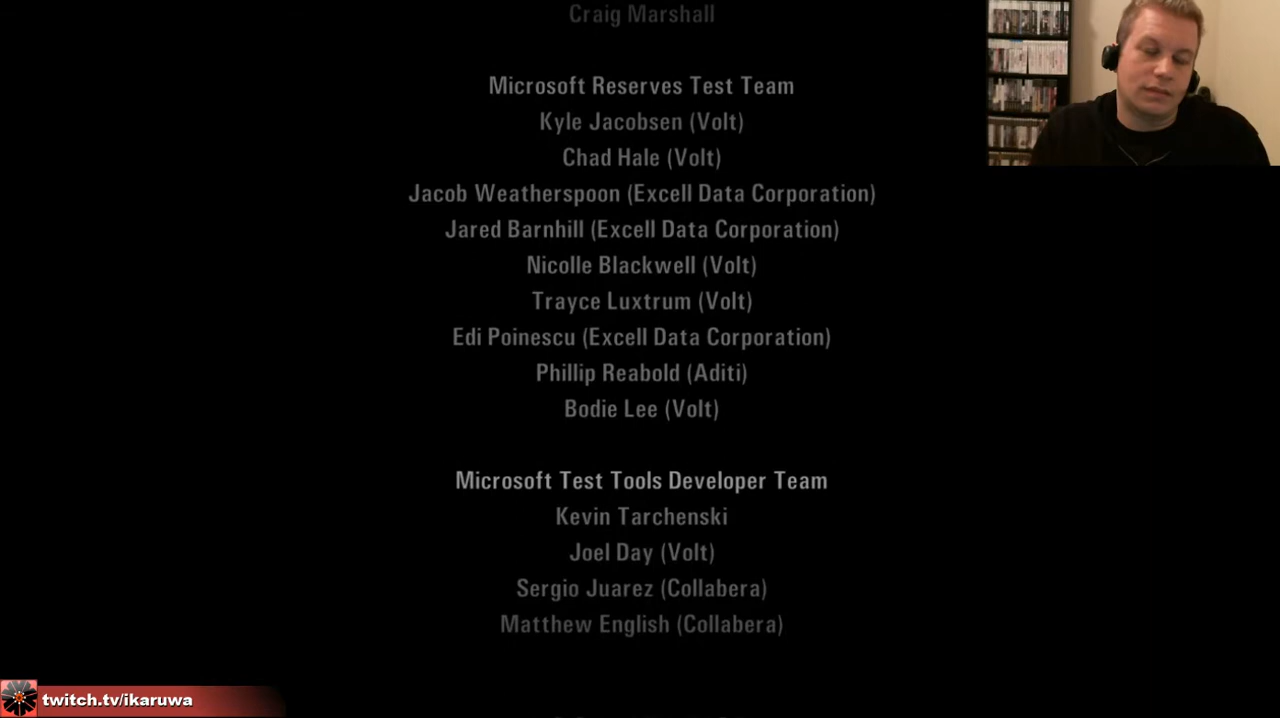 Craig Marshall
Microsoft Reserves Test Team
Kyle Jacobsen (Volt)
Chad Hale (Volt)
Jacob Weatherspoon (Excell Data Corporation)
Jared Barnhill (Excell Data Corporation)
Nicolle Blackwell (Volt)
Trayce Luxtrum (Volt)
Edi Poinescu (Excell Data Corporation)
Phillip Reabold (Aditi)
Bodie Lee (Volt)
Microsoft Test Tools Developer Team
Kevin Tarchenski
Joel Day (Volt)
Sergio Juarez (Collabera)
Matthew English (Collabera)
twitch.tv/ikaruwa